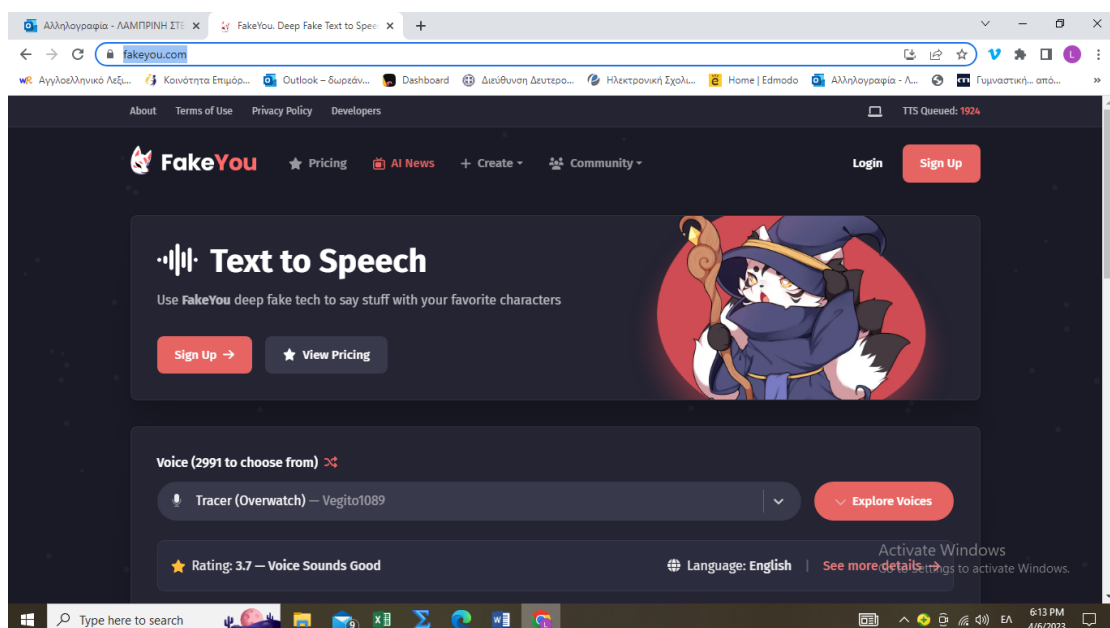 Αλληλογραφία - ΛΑΜΠΡΙΝΗ ΣΤΕ
FakeYou. Deep Fake Text to Spee
fakeyou.com
Αγγλοελληνικό Λεξι... Κοινότητα Επιμόρ... Outlook – δωρεάν... Dashboard Διεύθυνση Δευτερο... Ηλεκτρονική Σχολι... Home | Edmodo Αλληλογραφία - Λ... Γυμναστική... από... »
About Terms of Use Privacy Policy Developers TTS Queued: 1924
FakeYou Pricing AI News + Create Community Login Sign Up
Text to Speech
Use FakeYou deep fake tech to say stuff with your favorite characters
Sign Up → View Pricing
Voice (2991 to choose from)
Tracer (Overwatch) — Vegito1089 Explore Voices
Activate Windows
Rating: 3.7 — Voice Sounds Good Language: English | See more details →
Go to Settings to activate Windows.
Type here to search ΕΛ 6:13 PM
4/6/2023